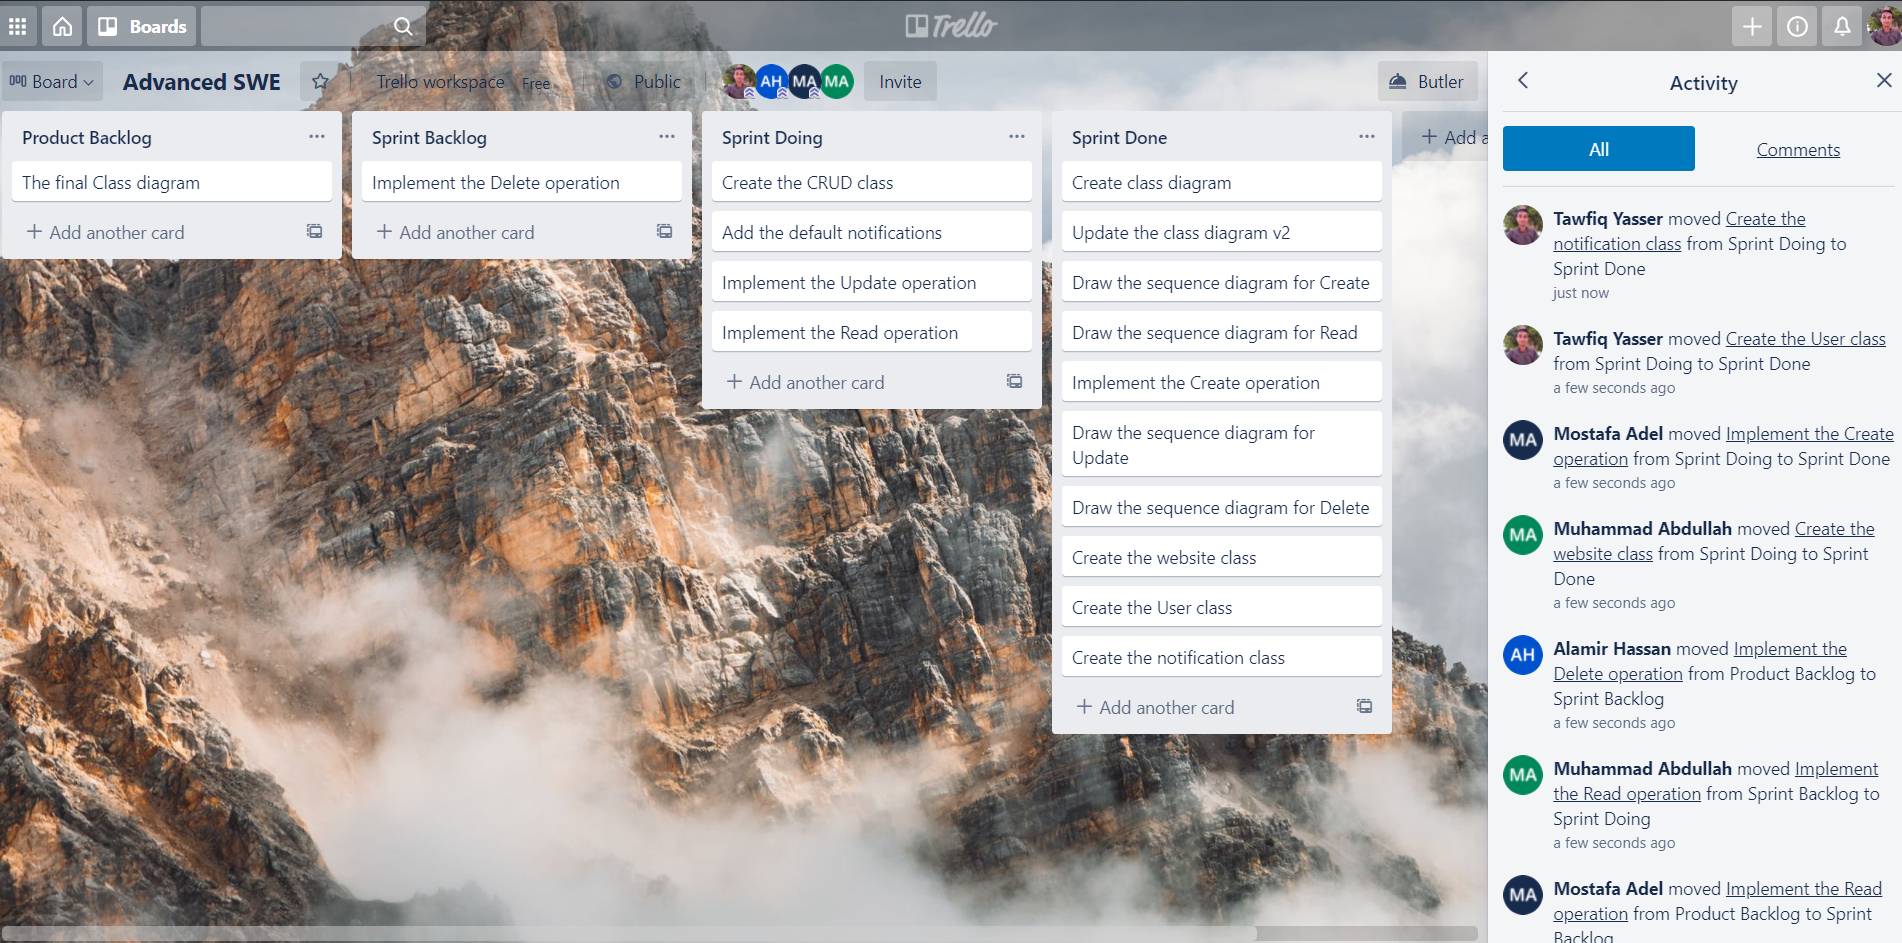 Boards
Trello
Board
Advanced SWE
Trello workspace
Free
Public
AH
MA
MA
Invite
Butler
Product Backlog
The final Class diagram
Add another card
Sprint Backlog
Implement the Delete operation
Add another card
Sprint Doing
Create the CRUD class
Add the default notifications
Implement the Update operation
Implement the Read operation
Add another card
Sprint Done
Create class diagram
Update the class diagram v2
Draw the sequence diagram for Create
Draw the sequence diagram for Read
Implement the Create operation
Draw the sequence diagram for
Update
Draw the sequence diagram for Delete
Create the website class
Create the User class
Create the notification class
Add another card
Add a
Activity
All
Comments
Tawfiq Yasser moved Create the
notification class from Sprint Doing to
Sprint Done
just now
Tawfiq Yasser moved Create the User class
from Sprint Doing to Sprint Done
a few seconds ago
MA
Mostafa Adel moved Implement the Create
operation from Sprint Doing to Sprint Done
a few seconds ago
MA
Muhammad Abdullah moved Create the
website class from Sprint Doing to Sprint
Done
a few seconds ago
AH
Alamir Hassan moved Implement the
Delete operation from Product Backlog to
Sprint Backlog
a few seconds ago
MA
Muhammad Abdullah moved Implement
the Read operation from Sprint Backlog to
Sprint Doing
a few seconds ago
MA
Mostafa Adel moved Implement the Read
operation from Product Backlog to Sprint
Backlog